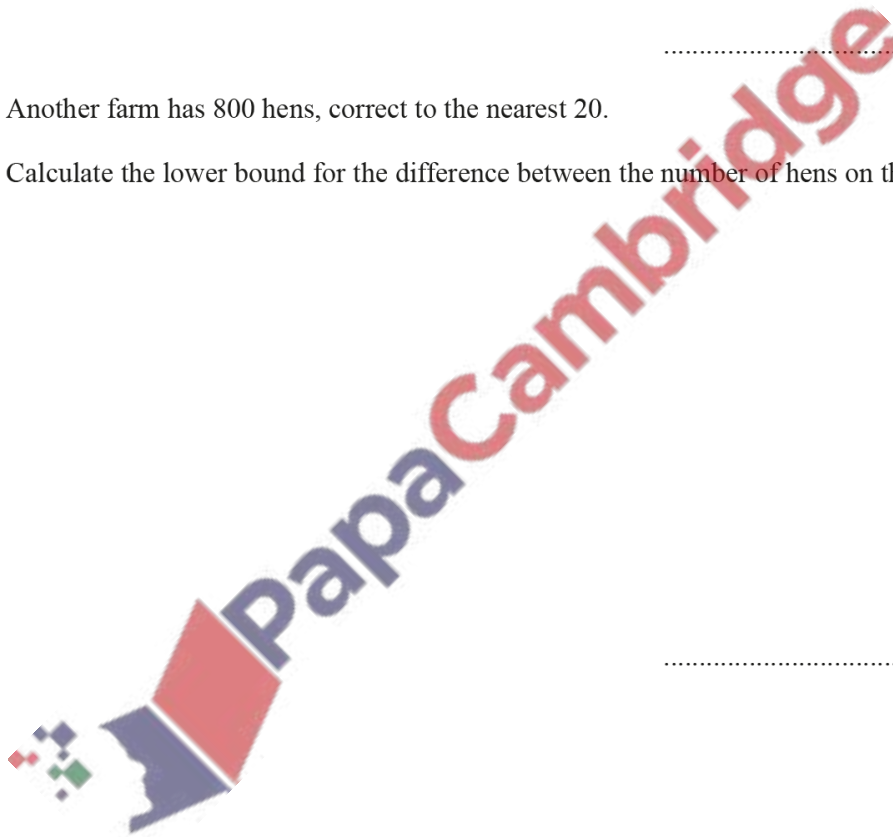 Another farm has 800 hens, correct to the nearest 20.
Calculate the lower bound for the difference between the number of hens on
PapaCambridge